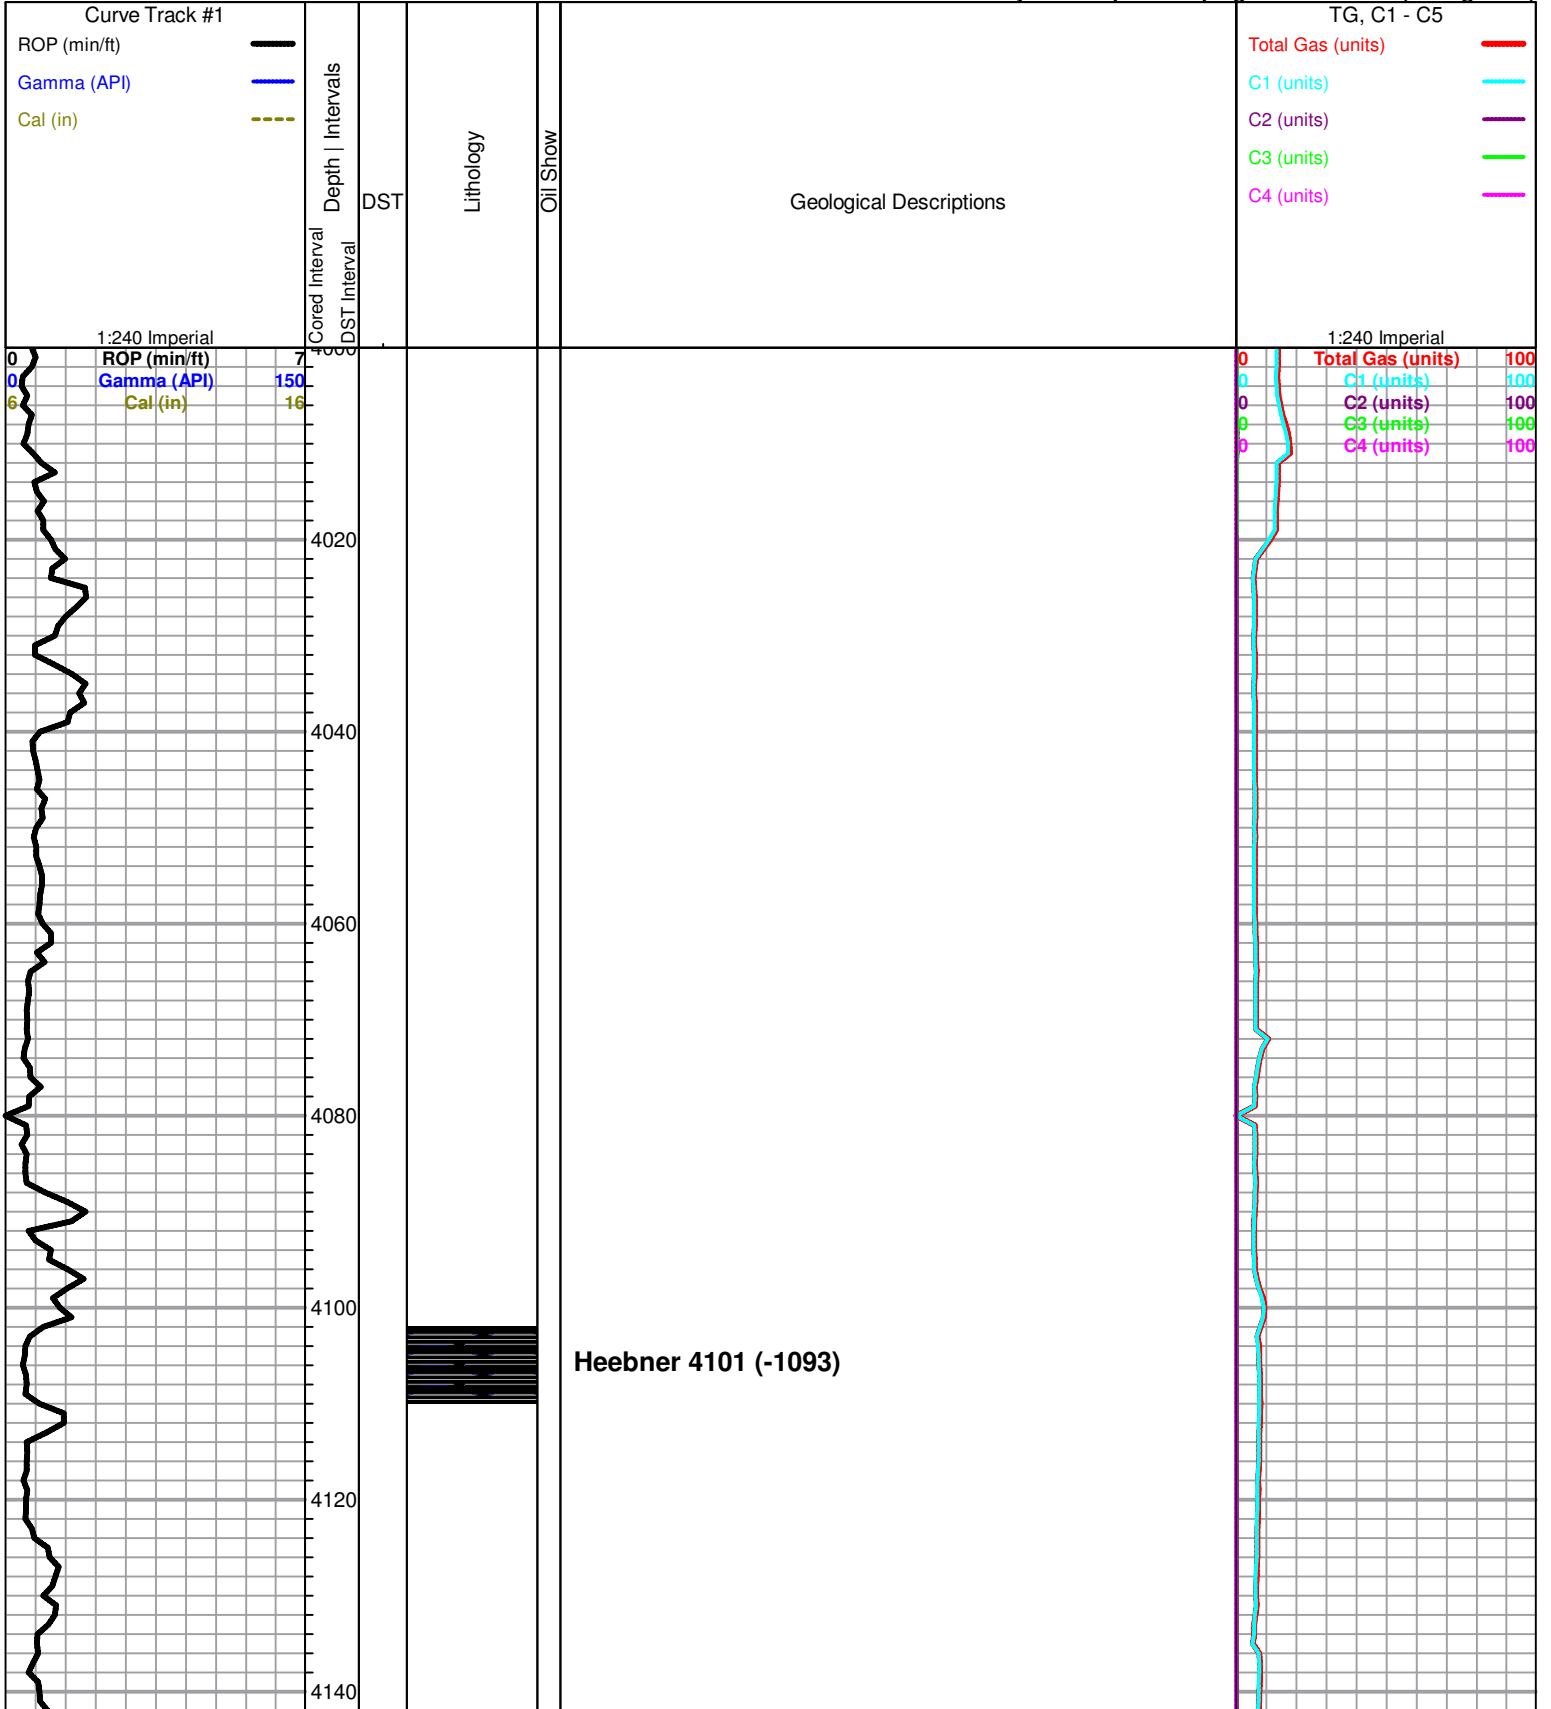 Curve Track #1
ROP (min/ft)
Gamma (API)
Cal (in)
1:240 Imperial
Depth | Intervals
Cored Interval
DST Interval
DST
Lithology
Oil Show
Geological Descriptions
TG, C1 - C5
Total Gas (units)
C1 (units)
C2 (units)
C3 (units)
C4 (units)
1:240 Imperial
0 ROP (min/ft) 7
0 Gamma (API) 150
6 Cal (in) 16
4000
0 Total Gas (units) 100
0 C1 (units) 100
0 C2 (units) 100
0 C3 (units) 100
0 C4 (units) 100
4020
4040
4060
4080
4100
Heebner 4101 (-1093)
4120
4140